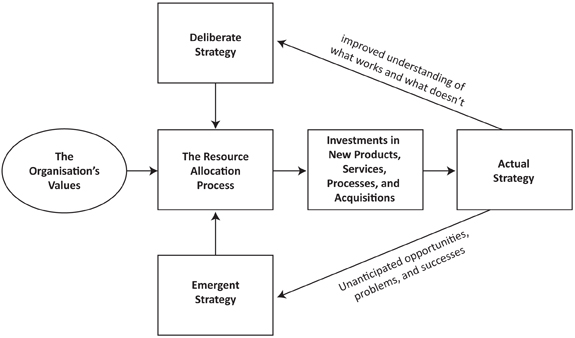 Deliberate
Strategy
improved understanding of
what works and what doesn't
The
Organisation's
Values
The Resource
Allocation
Process
Investments in
New Products,
Services,
Processes, and
Acquisitions
Actual
Strategy
Emergent
Strategy
Unanticipated opportunities,
problems, and successes